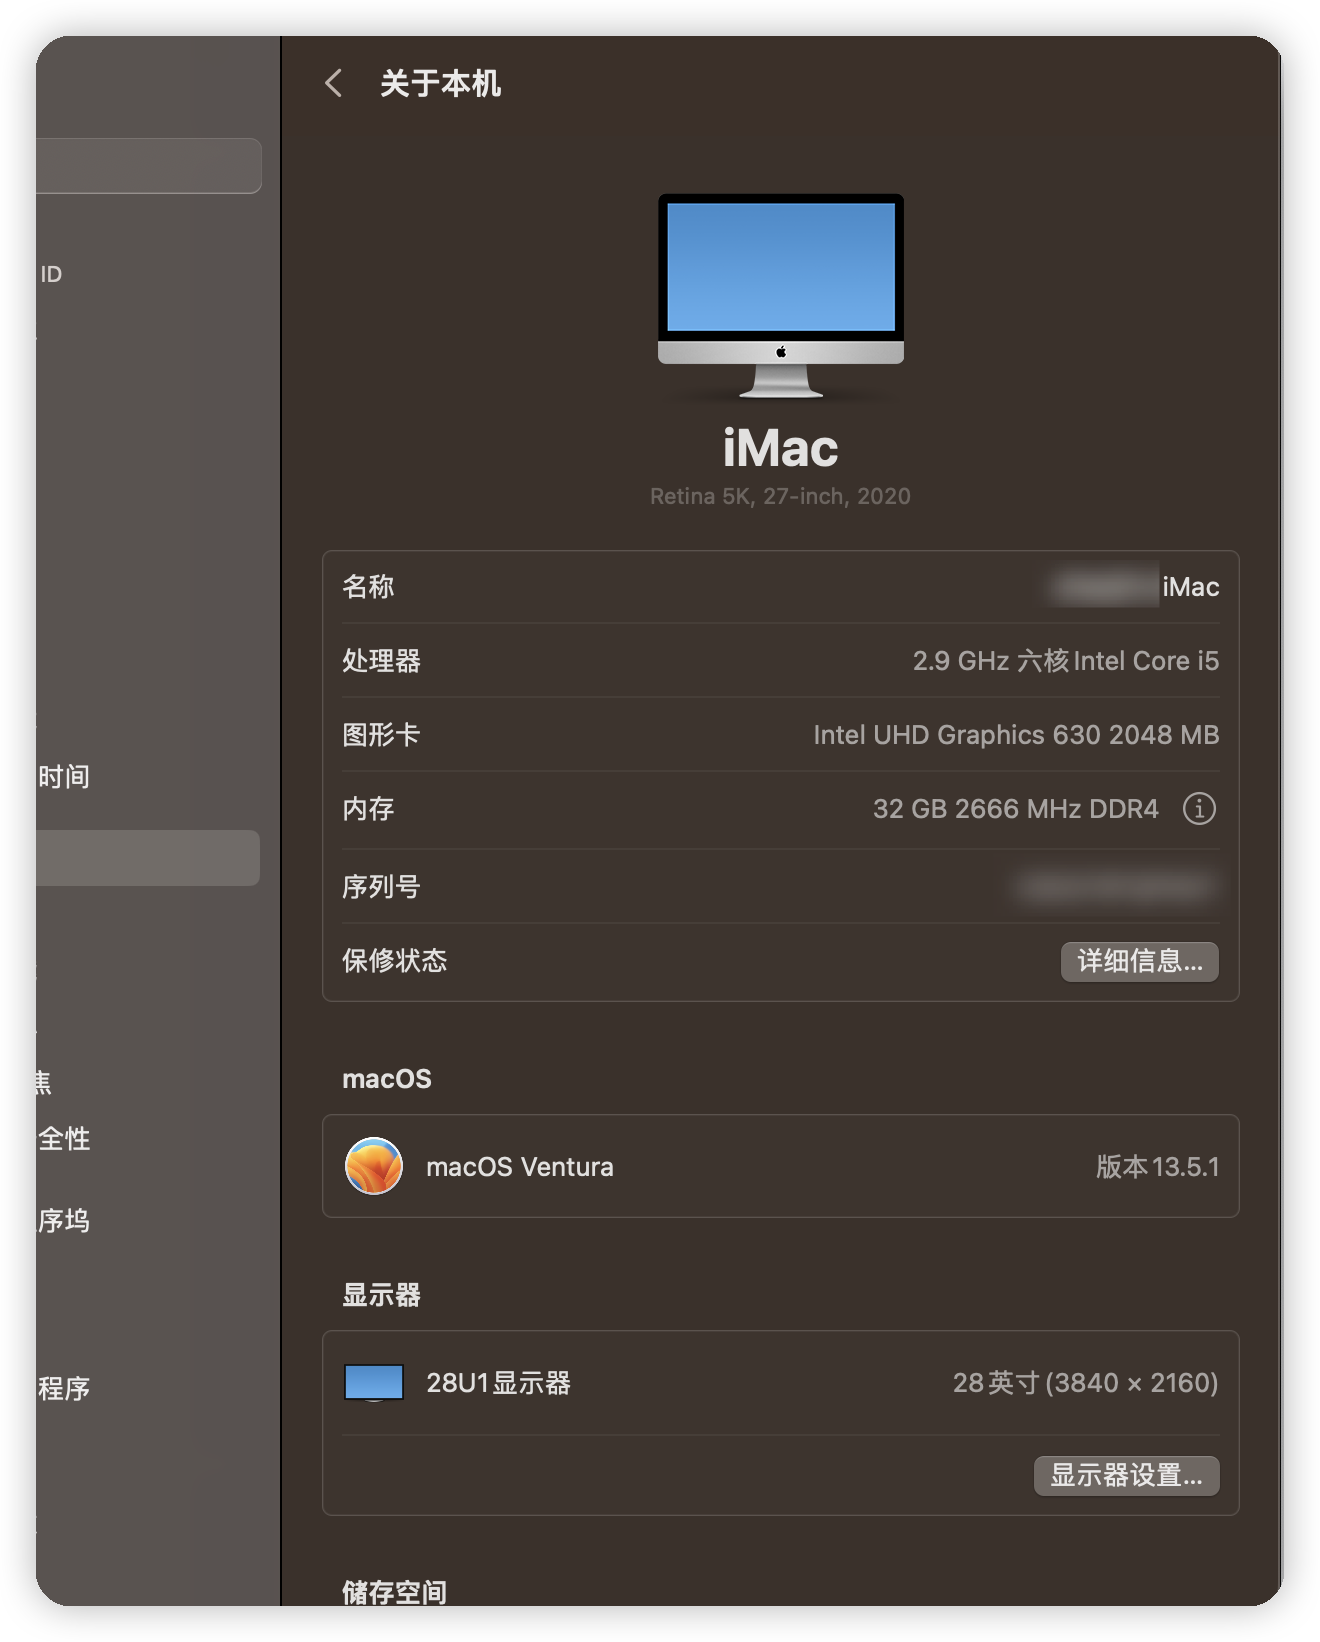 关于本机
ID
时间
焦
全性
序坞
程序
iMac
Retina 5K, 27-inch, 2020
名称 iMac
处理器 2.9 GHz 六核Intel Core i5
图形卡 Intel UHD Graphics 630 2048 MB
内存 32 GB 2666 MHz DDR4
序列号
保修状态 详细信息...
macOS
macOS Ventura 版本13.5.1
显示器
28U1显示器 28英寸(3840 × 2160)
显示器设置...
储存空间